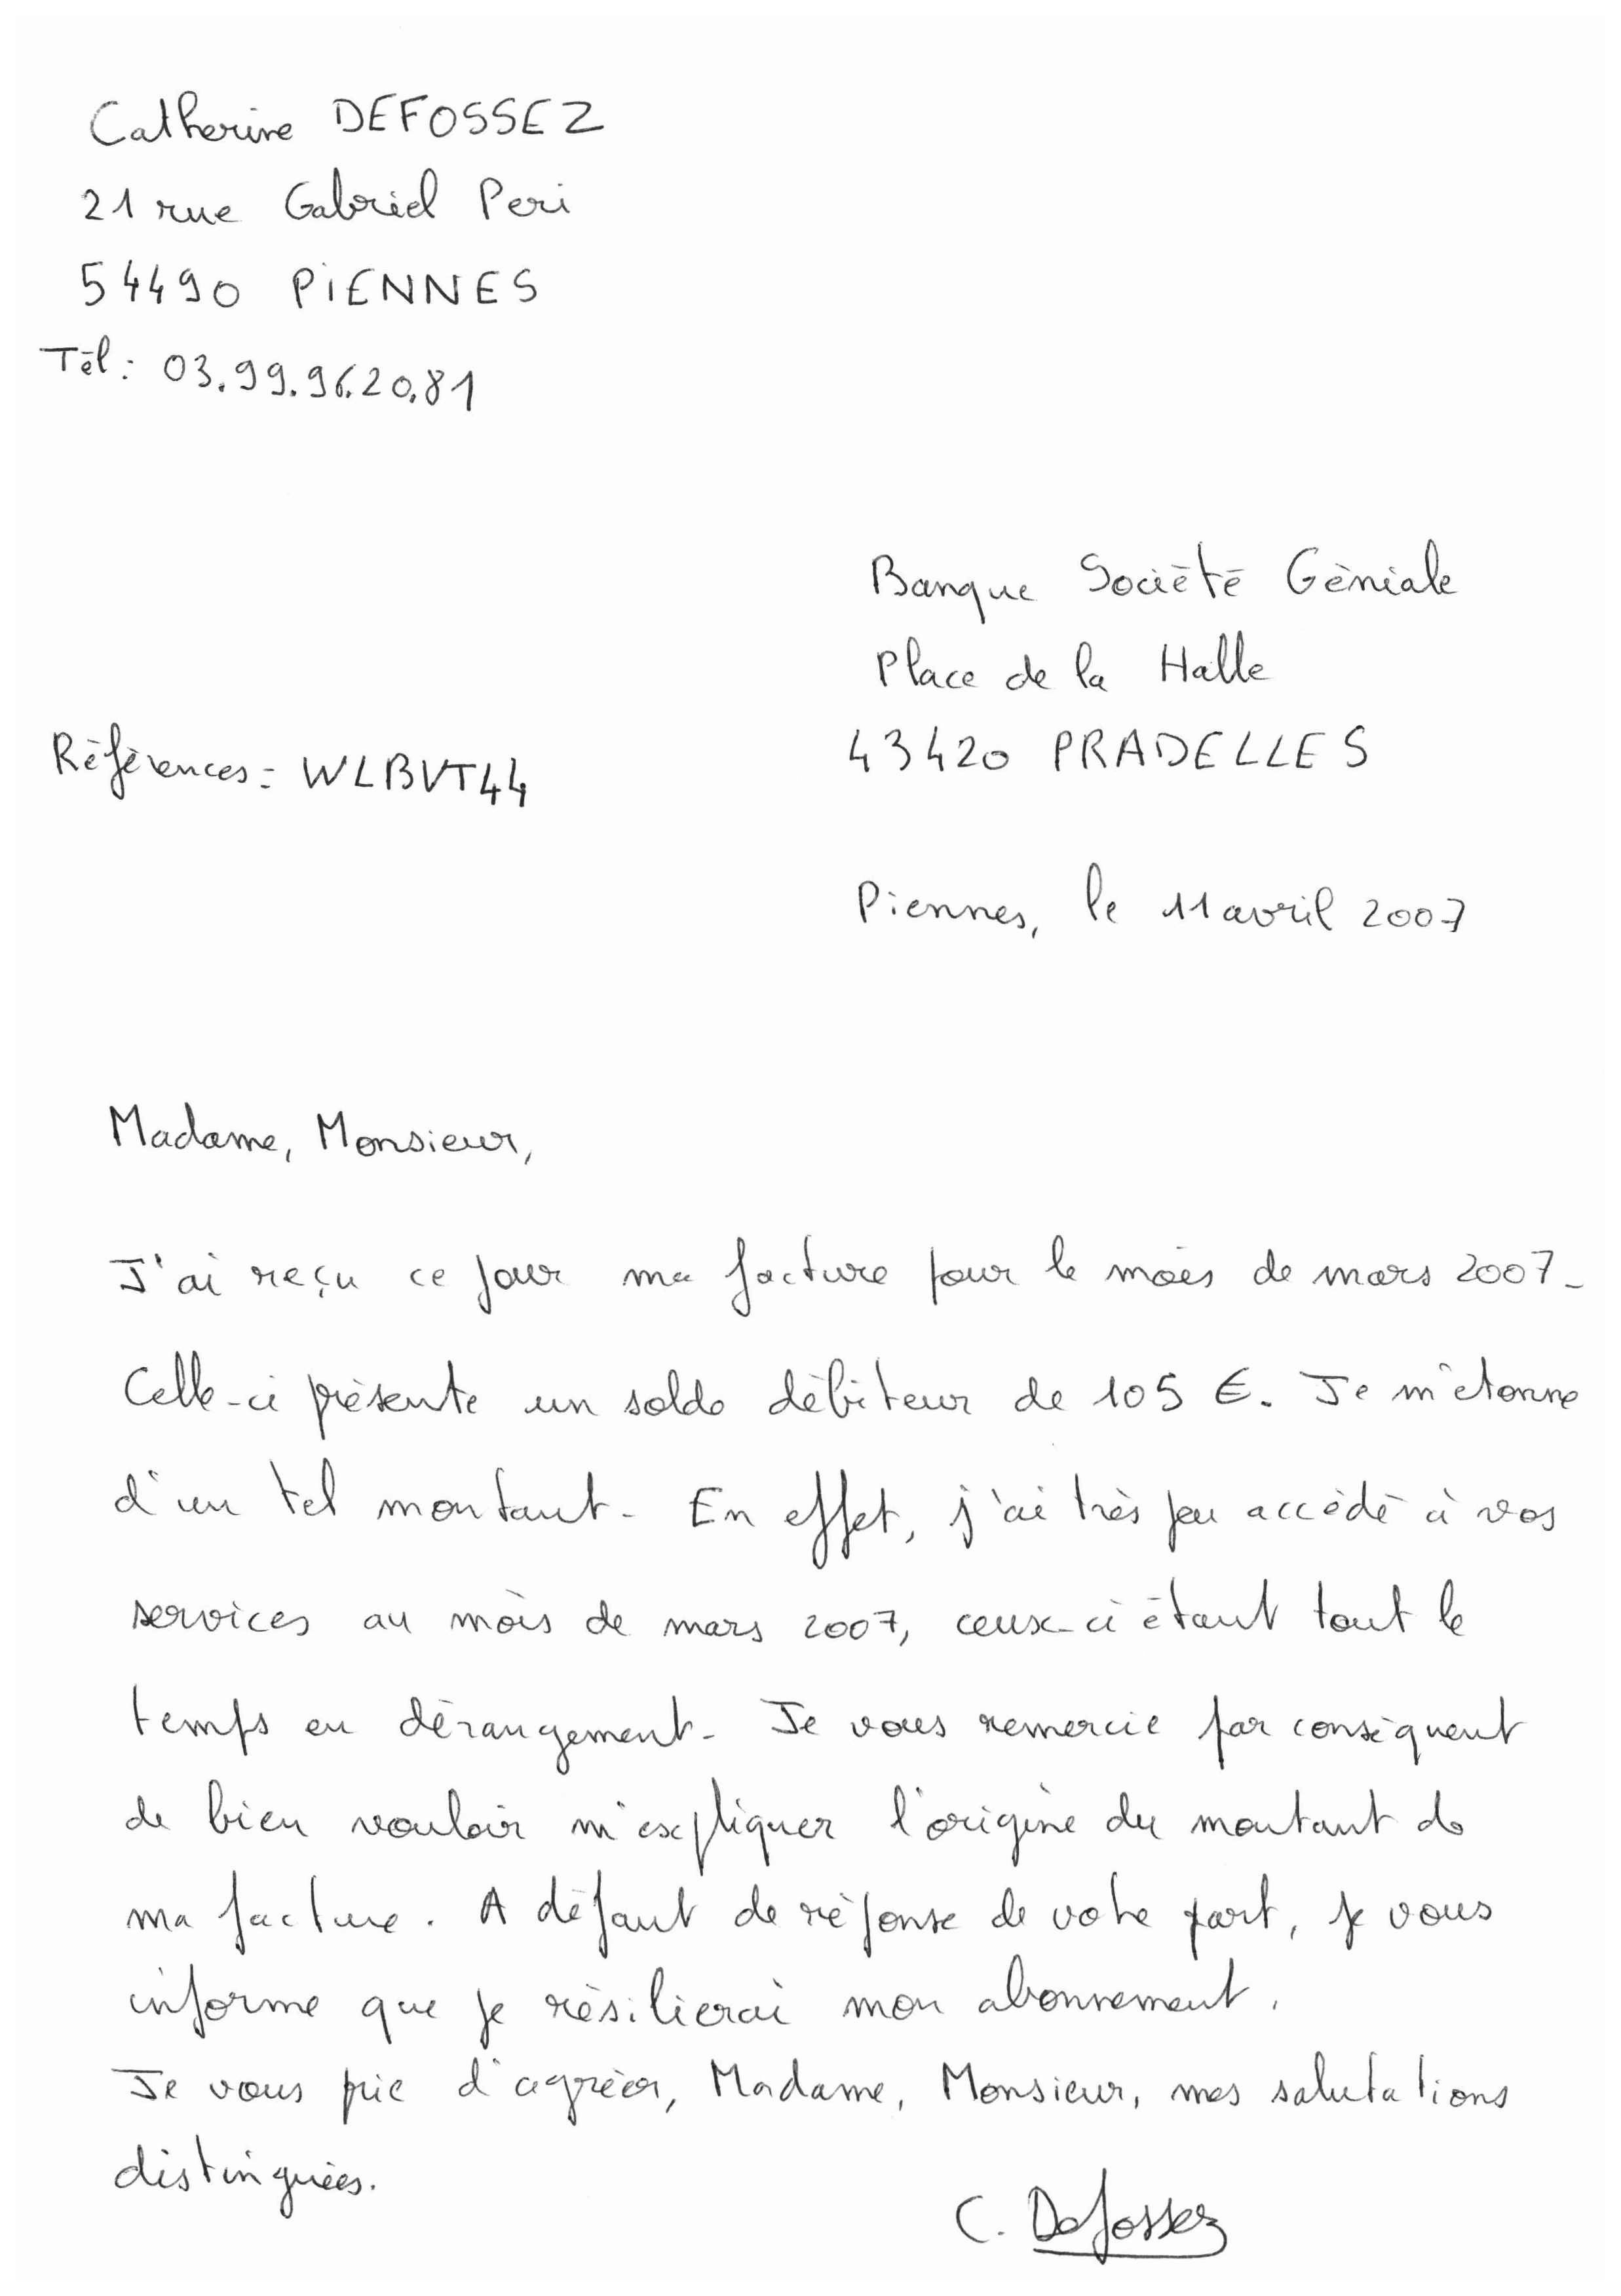 Catherine DEFOSSEZ
21 rue Gabriel Peri
54490 PIENNES
Tél: 03.99.96.20.81
Banque Société Géniale
Place de la Halle
43420 PRADELLES
Références: WLBVT44
Piennes, le 11 avril 2007
Madame, Monsieur,
J'ai reçu ce jour ma facture pour le mois de mars 2007.
Celle-ci présente un solde débiteur de 105 €. Je m'étonne
d'un tel montant. En effet, j'ai très peu accédé à vos
services au mois de mars 2007, ceux-ci étant tout le
temps en dérangement. Je vous remercie par conséquent
de bien vouloir m'expliquer l'origine du montant de
ma facture. A défaut de réponse de votre part, je vous
informe que je résilierai mon abonnement.
Je vous prie d'agréer, Madame, Monsieur, mes salutations
distinguées.
C. Defossez